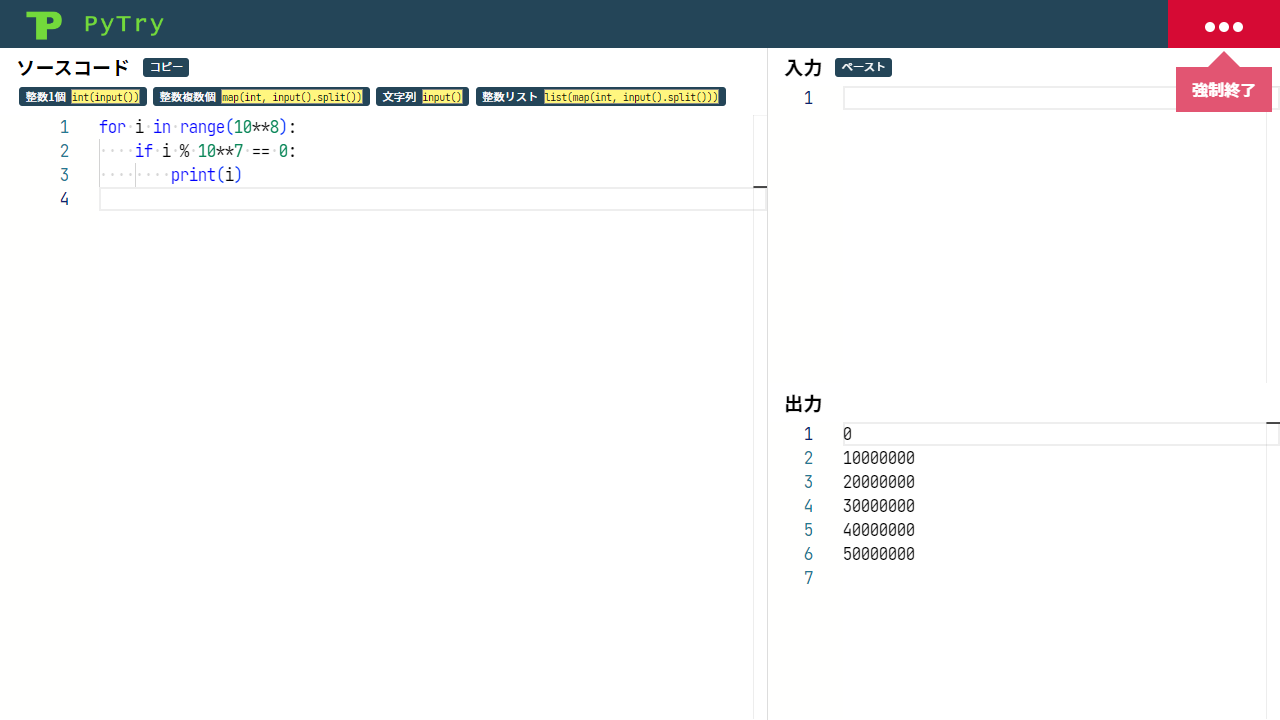 PyTry
ソースコード コピー
整数1個 int(input()) 整数複数個 map(int, input().split()) 文字列 input() 整数リスト list(map(int, input().split()))
1 for i in range(10**8):
2 ····if i % 10**7 == 0:
3 ········print(i)
4
入力 ペースト
強制終了
1
出力
1 0
2 10000000
3 20000000
4 30000000
5 40000000
6 50000000
7